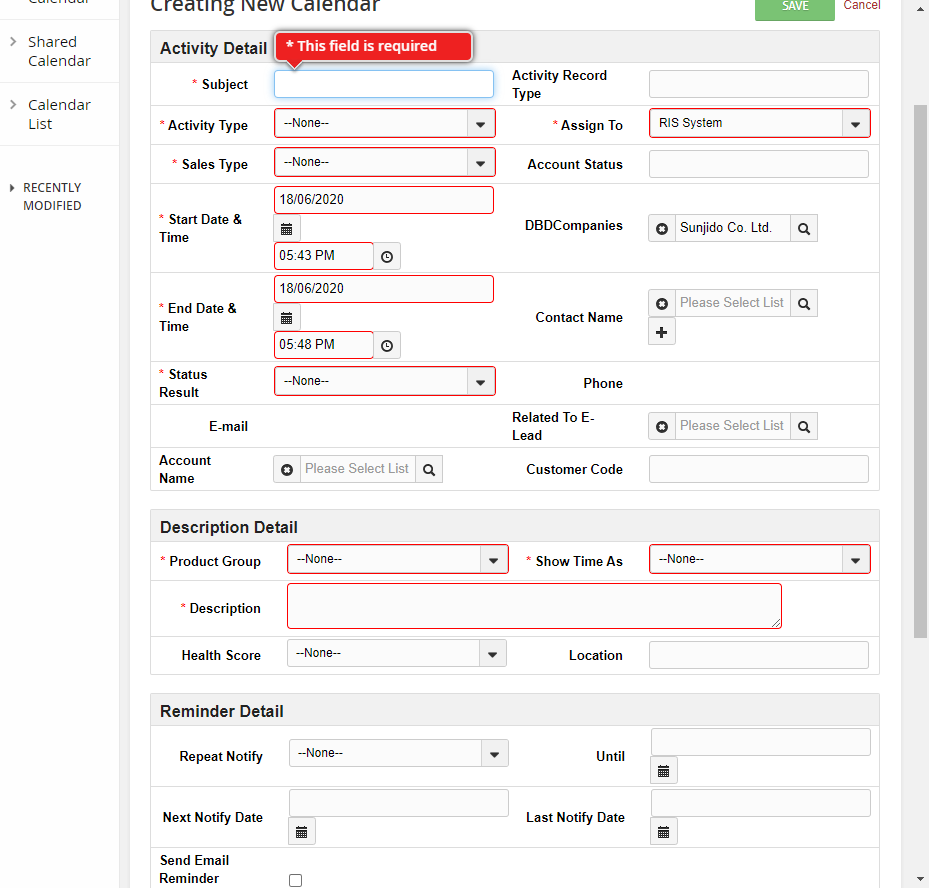 Creating New Calendar
SAVE
Cancel
Calendar
Shared
Calendar
Calendar
List
RECENTLY
MODIFIED
Activity Detail
* This field is required
* Subject
Activity Record
Type
* Activity Type
--None--
* Assign To
RIS System
* Sales Type
--None--
Account Status
* Start Date &
Time
18/06/2020
05:43 PM
DBDCompanies
Sunjido Co. Ltd.
* End Date &
Time
18/06/2020
05:48 PM
Contact Name
Please Select List
* Status
Result
--None--
Phone
E-mail
Related To E-
Lead
Please Select List
Account
Name
Please Select List
Customer Code
Description Detail
* Product Group
--None--
* Show Time As
--None--
* Description
Health Score
--None--
Location
Reminder Detail
Repeat Notify
--None--
Until
Next Notify Date
Last Notify Date
Send Email
Reminder